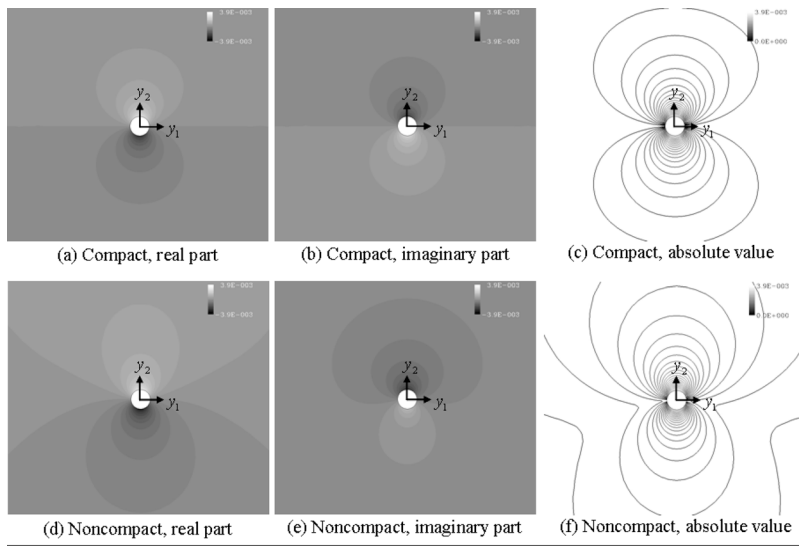 3.9E-003
-3.9E-003
y2
y1
3.9E-003
-3.9E-003
y2
y1
3.9E-003
0.0E+000
y2
y1
(a) Compact, real part
(b) Compact, imaginary part
(c) Compact, absolute value
3.9E-003
-3.9E-003
y2
y1
3.9E-003
-3.9E-003
y2
y1
3.9E-003
0.0E+000
y2
y1
(d) Noncompact, real part
(e) Noncompact, imaginary part
(f) Noncompact, absolute value